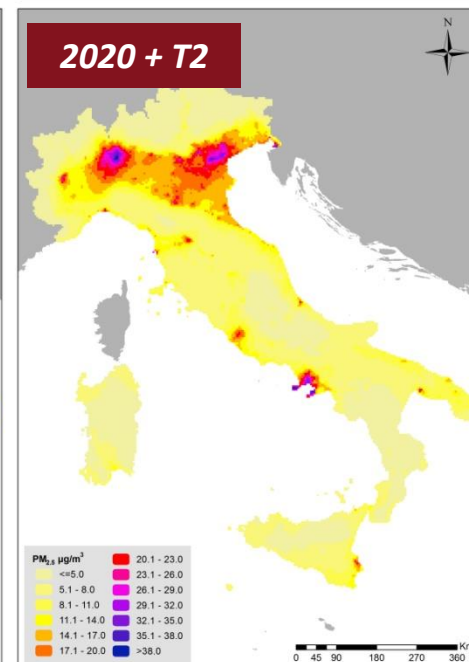 2020 + T2
N
PM2.5 µg/m3
<=5.0
5.1 - 8.0
8.1 - 11.0
11.1 - 14.0
14.1 - 17.0
17.1 - 20.0
20.1 - 23.0
23.1 - 26.0
26.1 - 29.0
29.1 - 32.0
32.1 - 35.0
35.1 - 38.0
>38.0
Km
0 45 90 180 270 360